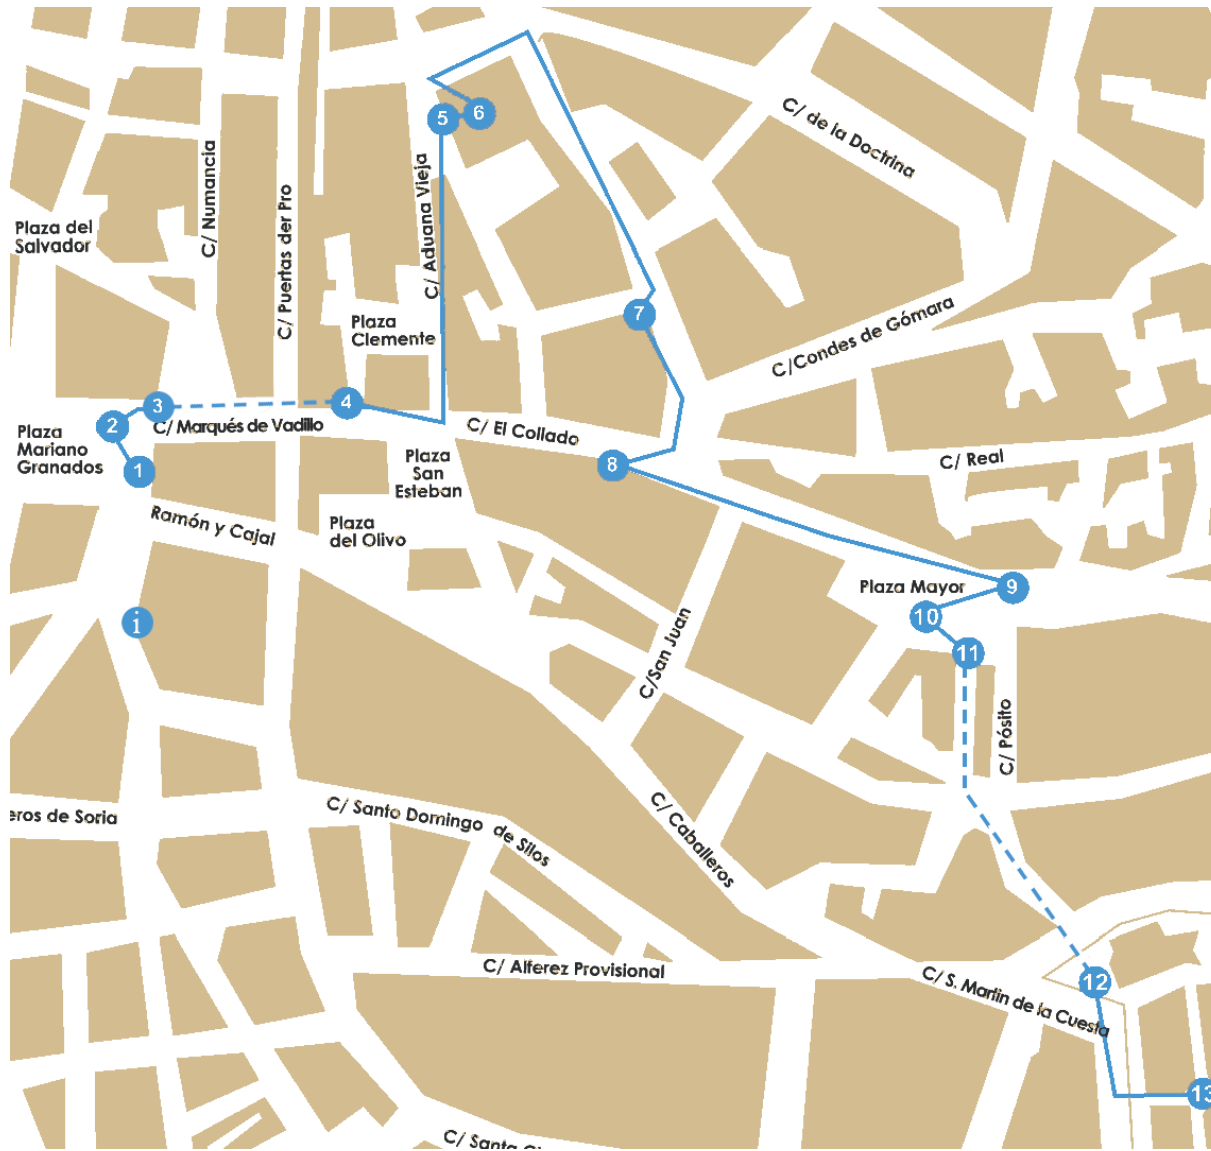 6
5
C/ de la Doctrina
C/ Numancia
C/ Aduana Vieja
Plaza del
Salvador
C/ Puertas der Pro
7
Plaza
Clemente
C/Condes de Gómara
3
4
2
C/ Marqués de Vadillo
C/ El Collado
Plaza
Mariano
Granados
1
Plaza
San
Esteban
8
C/ Real
Ramón y Cajal
Plaza
del Olivo
Plaza Mayor
9
10
i
11
C/San Juan
C/ Pósito
eros de Soria
C/ Santo Domingo de Silos
C/ Caballeros
C/ Alferez Provisional
C/ S. Martin de la Cuesta
12
13
C/ Santa